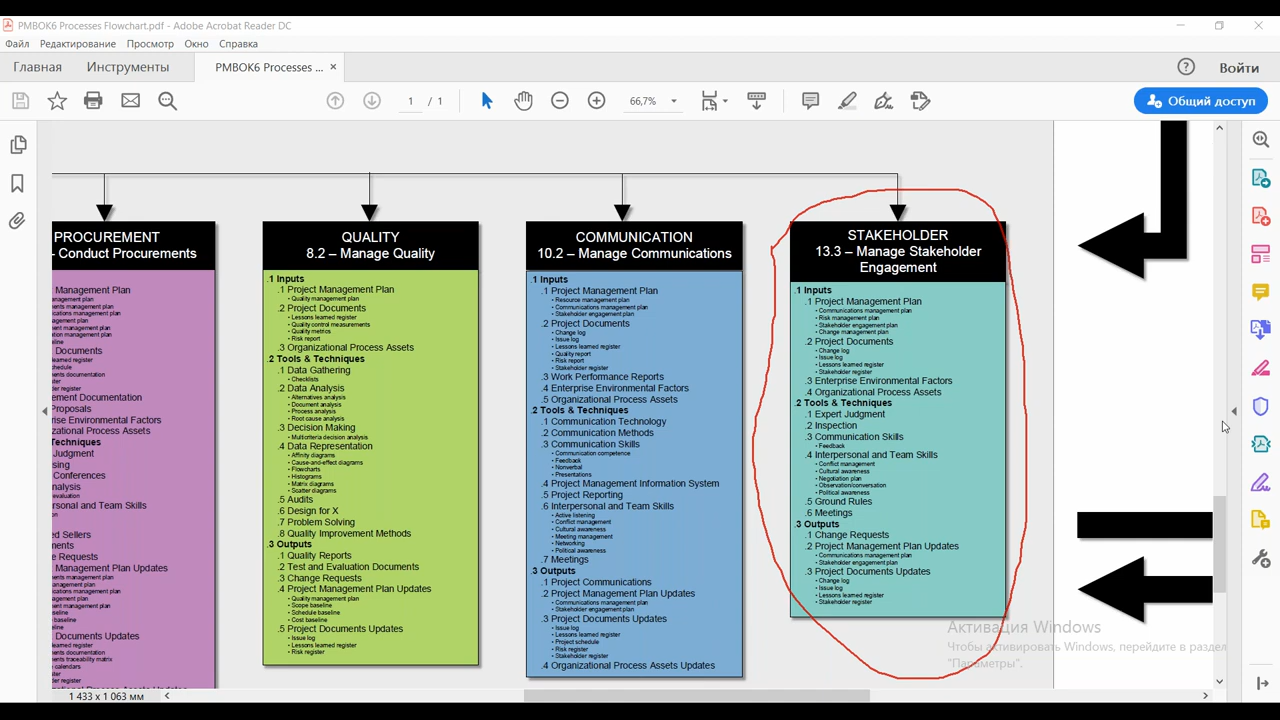 PMBOK6 Processes Flowchart.pdf - Adobe Acrobat Reader DC
Файл Редактирование Просмотр Окно Справка
Главная Инструменты PMBOK6 Processes ... × Войти
1 / 1 66,7% Общий доступ
PROCUREMENT
– Conduct Procurements
Management Plan
Documents
Proposals
Conferences
QUALITY
8.2 – Manage Quality
.1 Inputs
.1 Project Management Plan
• Quality management plan
.2 Project Documents
• Lessons learned register
• Quality control measurements
• Quality metrics
• Risk report
.3 Organizational Process Assets
.2 Tools & Techniques
.1 Data Gathering
• Checklists
.2 Data Analysis
• Alternatives analysis
• Document analysis
• Process analysis
• Root cause analysis
.3 Decision Making
• Multicriteria decision analysis
.4 Data Representation
• Affinity diagrams
• Cause-and-effect diagrams
• Flowcharts
• Histograms
• Matrix diagrams
• Scatter diagrams
.5 Audits
.6 Design for X
.7 Problem Solving
.8 Quality Improvement Methods
.3 Outputs
.1 Quality Reports
.2 Test and Evaluation Documents
.3 Change Requests
.4 Project Management Plan Updates
• Quality management plan
• Scope baseline
• Schedule baseline
• Cost baseline
.5 Project Documents Updates
• Issue log
• Lessons learned register
• Risk register
COMMUNICATION
10.2 – Manage Communications
.1 Inputs
.1 Project Management Plan
• Resource management plan
• Communications management plan
• Stakeholder engagement plan
.2 Project Documents
• Change log
• Issue log
• Lessons learned register
• Quality report
• Risk report
• Stakeholder register
.3 Work Performance Reports
.4 Enterprise Environmental Factors
.5 Organizational Process Assets
.2 Tools & Techniques
.1 Communication Technology
.2 Communication Methods
.3 Communication Skills
• Communication competence
• Feedback
• Nonverbal
• Presentations
.4 Project Management Information System
.5 Project Reporting
.6 Interpersonal and Team Skills
• Active listening
• Conflict management
• Cultural awareness
• Meeting management
• Networking
• Political awareness
.7 Meetings
.3 Outputs
.1 Project Communications
.2 Project Management Plan Updates
• Communications management plan
• Stakeholder engagement plan
.3 Project Documents Updates
• Issue log
• Lessons learned register
• Project schedule
• Risk register
• Stakeholder register
.4 Organizational Process Assets Updates
STAKEHOLDER
13.3 – Manage Stakeholder
Engagement
.1 Inputs
.1 Project Management Plan
• Communications management plan
• Risk management plan
• Stakeholder engagement plan
• Change management plan
.2 Project Documents
• Change log
• Issue log
• Lessons learned register
• Stakeholder register
.3 Enterprise Environmental Factors
.4 Organizational Process Assets
.2 Tools & Techniques
.1 Expert Judgment
.2 Inspection
.3 Communication Skills
• Feedback
.4 Interpersonal and Team Skills
• Conflict management
• Cultural awareness
• Negotiation plan
• Observation/conversation
• Political awareness
.5 Ground Rules
.6 Meetings
.3 Outputs
.1 Change Requests
.2 Project Management Plan Updates
• Communications management plan
• Stakeholder engagement plan
.3 Project Documents Updates
• Change log
• Issue log
• Lessons learned register
• Stakeholder register
Активация Windows
Чтобы активировать Windows, перейдите в раздел
"Параметры".
1 433 x 1 063 мм